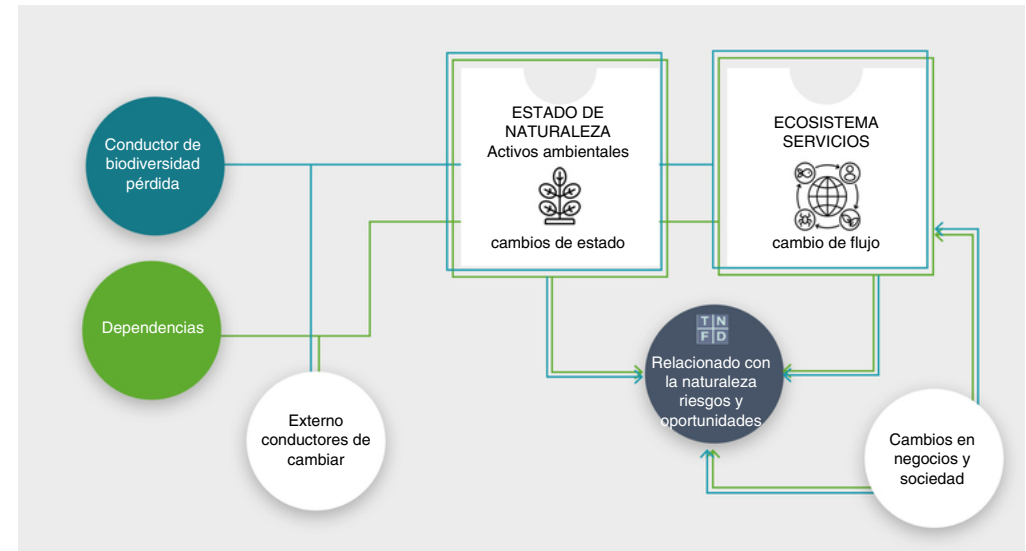 Conductor de
biodiversidad
pérdida
Dependencias
Externo
conductores de
cambiar
ESTADO DE
NATURALEZA
Activos ambientales
cambios de estado
ECOSISTEMA
SERVICIOS
cambio de flujo
T N
F D
Relacionado con
la naturaleza
riesgos y
oportunidades
Cambios en
negocios y
sociedad